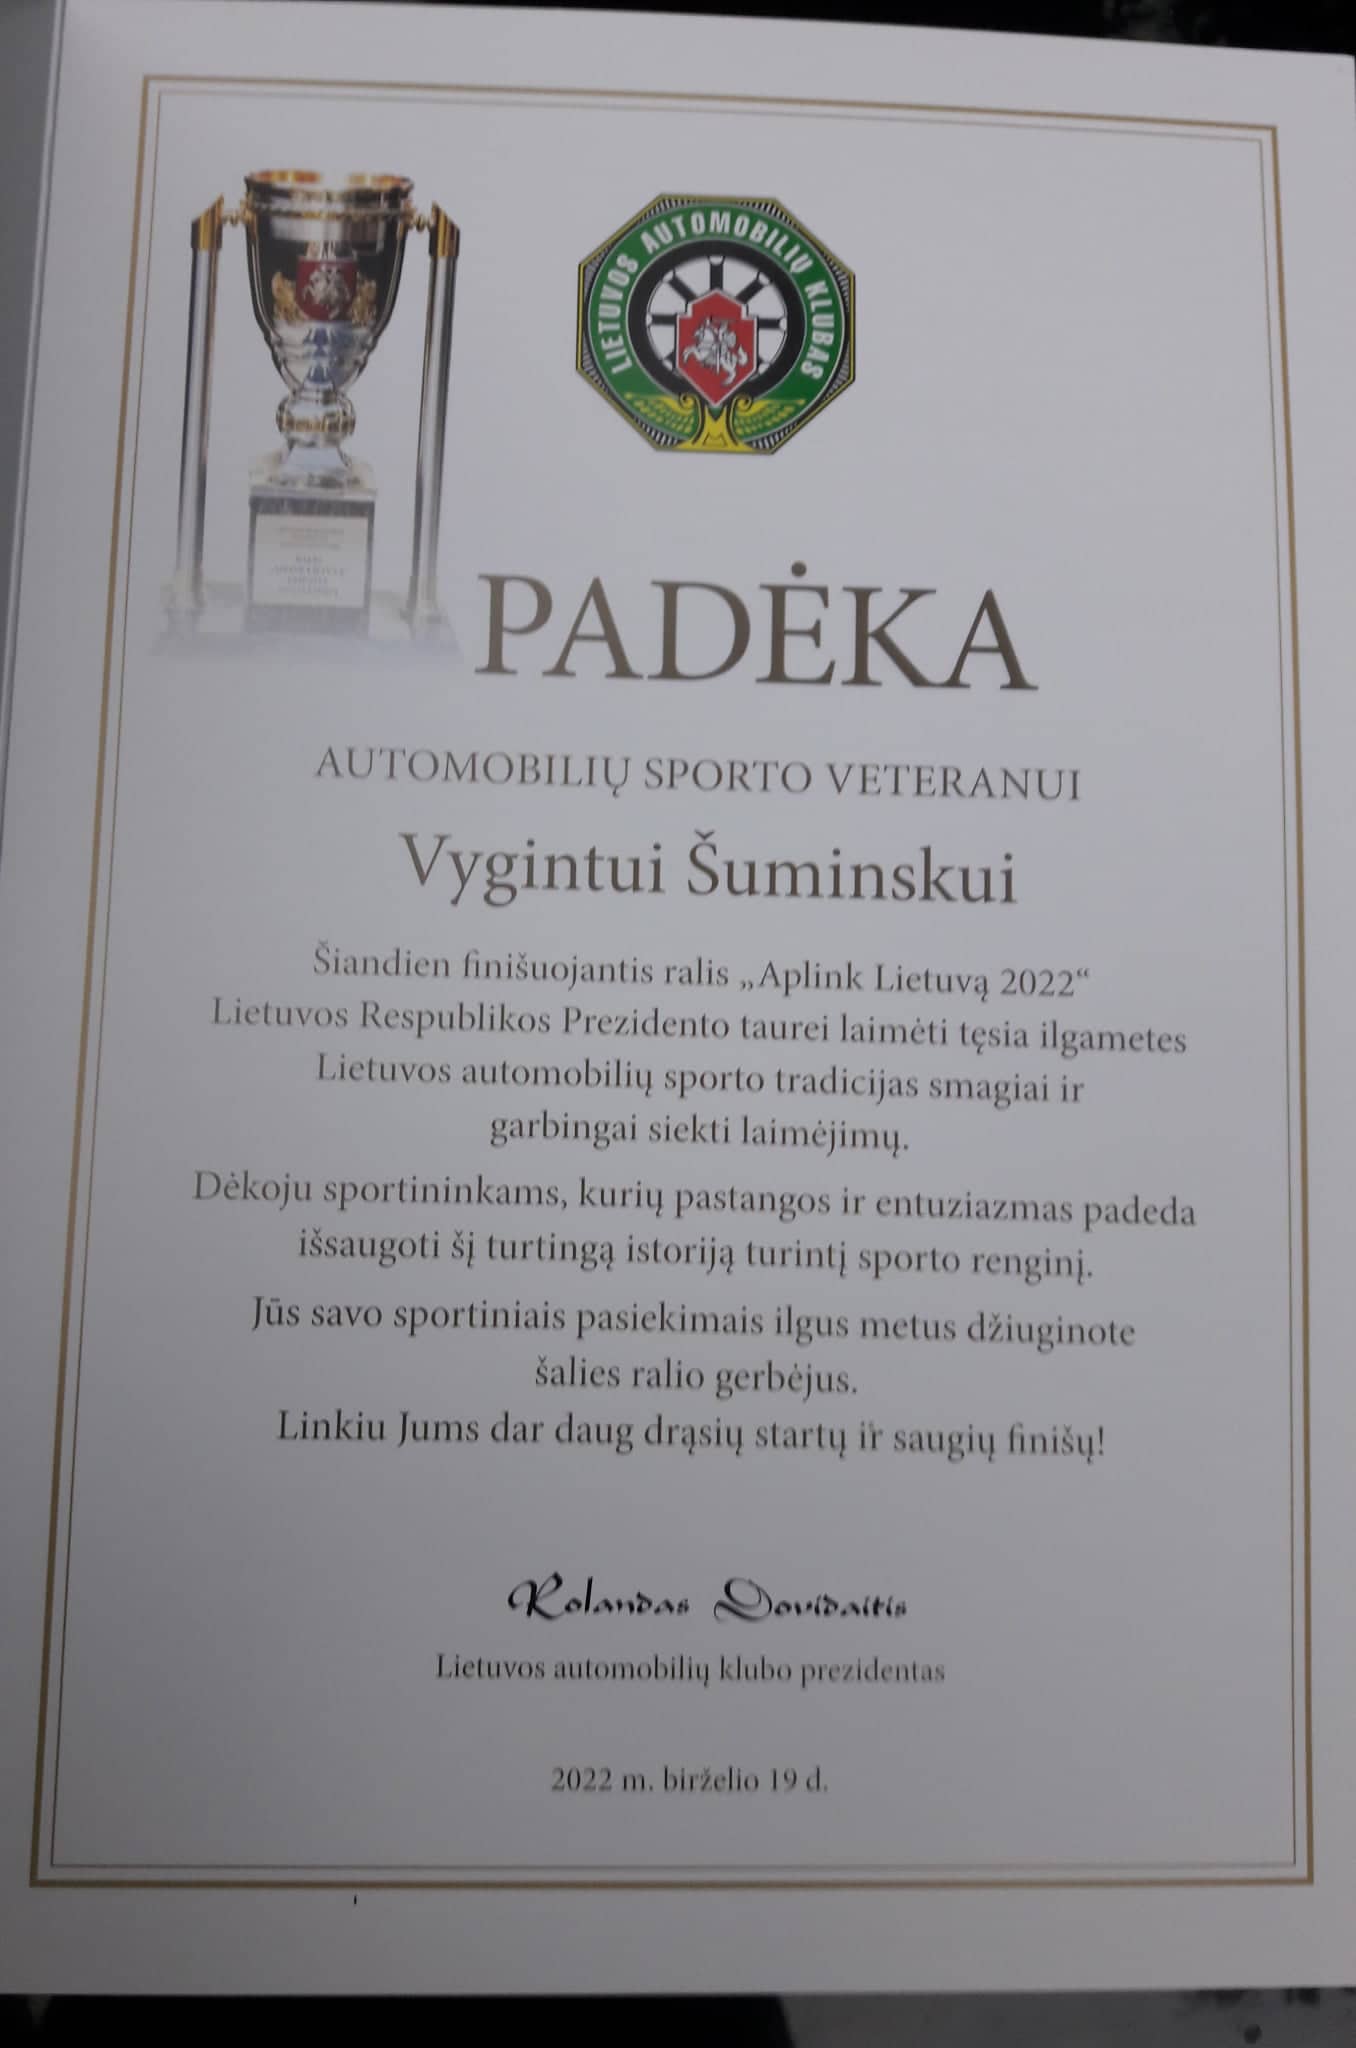 LIETUVOS AUTOMOBILIŲ KLUBAS
PADĖKA
AUTOMOBILIŲ SPORTO VETERANUI
Vygintui Šuminskui
Šiandien finišuojantis ralis „Aplink Lietuvą 2022“
Lietuvos Respublikos Prezidento taurei laimėti tęsia ilgametes
Lietuvos automobilių sporto tradicijas smagiai ir
garbingai siekti laimėjimų.
Dėkoju sportininkams, kurių pastangos ir entuziazmas padeda
išsaugoti šį turtingą istoriją turintį sporto renginį.
Jūs savo sportiniais pasiekimais ilgus metus džiuginote
šalies ralio gerbėjus.
Linkiu Jums dar daug drąsių startų ir saugių finišų!
Rolandas Dovidaitis
Lietuvos automobilių klubo prezidentas
2022 m. birželio 19 d.